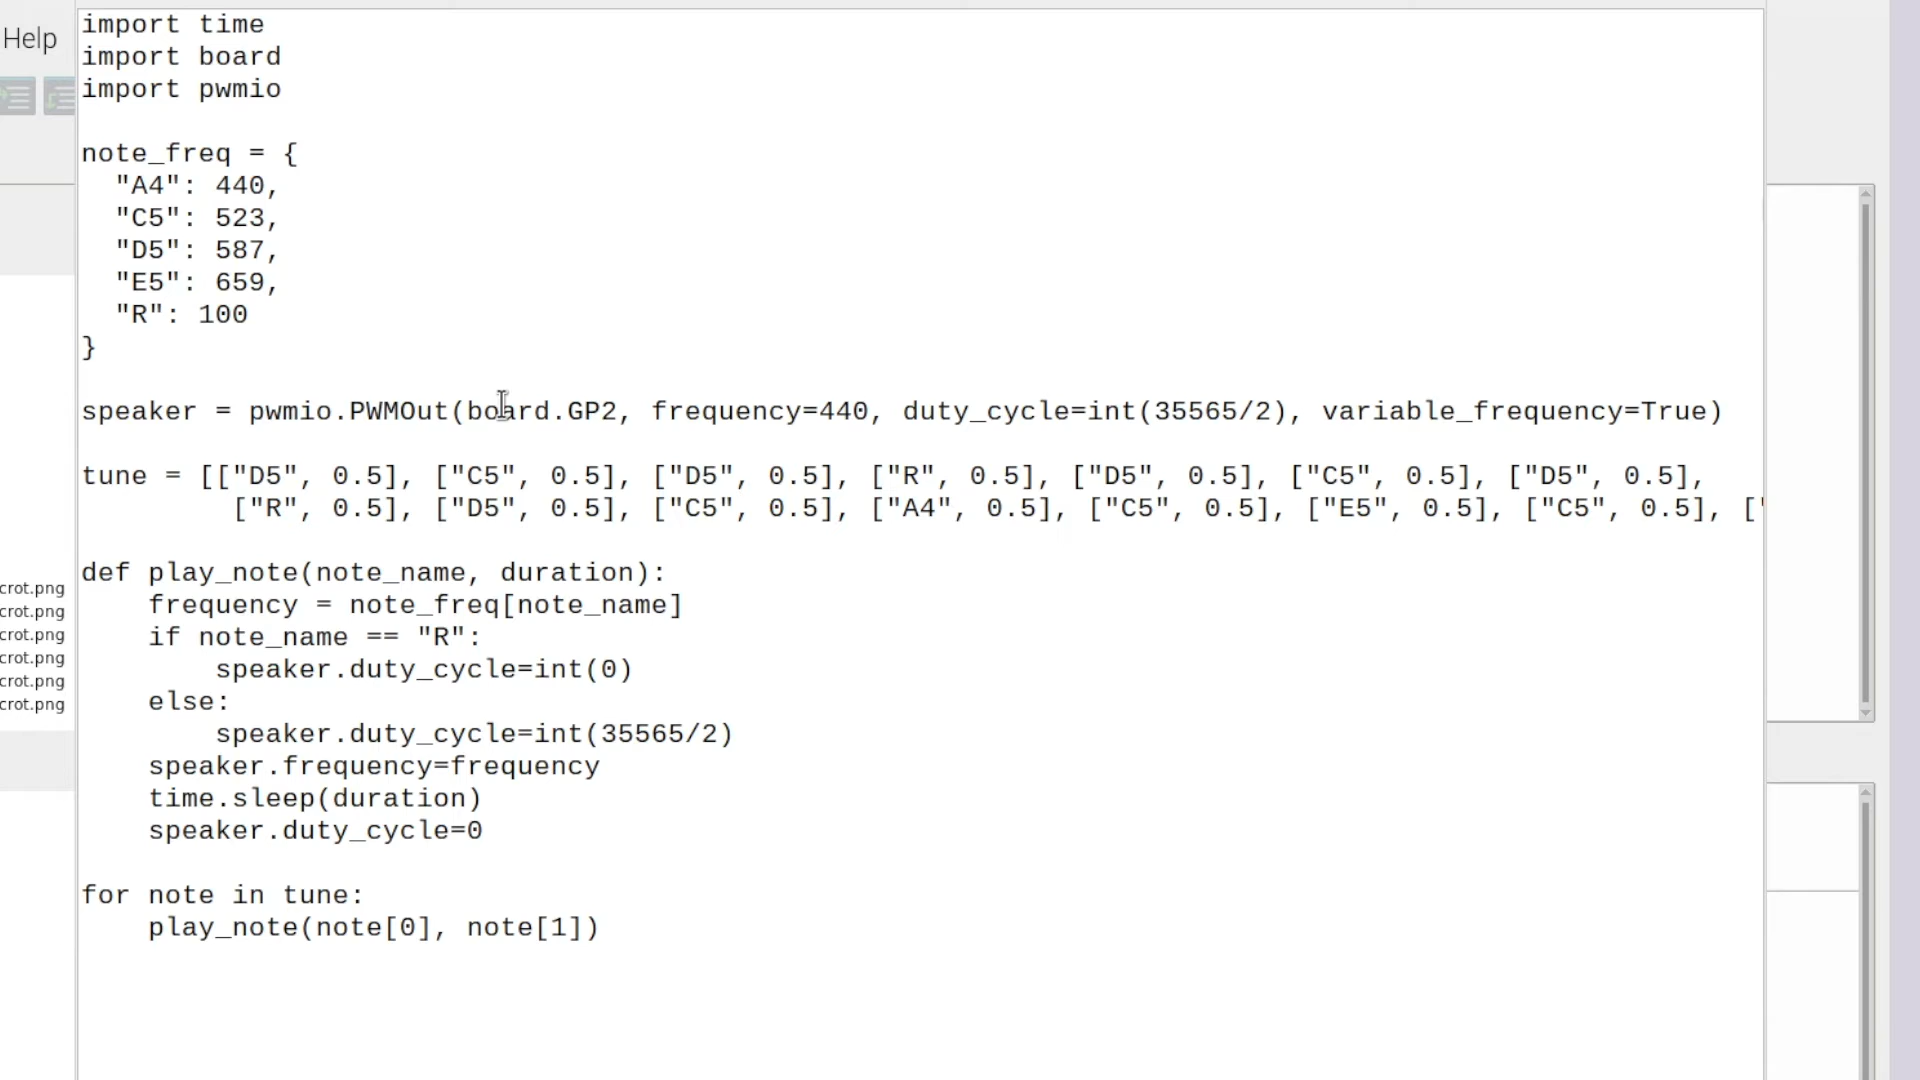 Help
import time
import board
import pwmio
note_freq = {
  "A4": 440,
  "C5": 523,
  "D5": 587,
  "E5": 659,
  "R": 100
}
speaker = pwmio.PWMOut(board.GP2, frequency=440, duty_cycle=int(35565/2), variable_frequency=True)
tune = [["D5", 0.5], ["C5", 0.5], ["D5", 0.5], ["R", 0.5], ["D5", 0.5], ["C5", 0.5], ["D5", 0.5],
         ["R", 0.5], ["D5", 0.5], ["C5", 0.5], ["A4", 0.5], ["C5", 0.5], ["E5", 0.5], ["C5", 0.5], ["
def play_note(note_name, duration):
    frequency = note_freq[note_name]
    if note_name == "R":
        speaker.duty_cycle=int(0)
    else:
        speaker.duty_cycle=int(35565/2)
    speaker.frequency=frequency
    time.sleep(duration)
    speaker.duty_cycle=0
for note in tune:
    play_note(note[0], note[1])
crot.png
crot.png
crot.png
crot.png
crot.png
crot.png